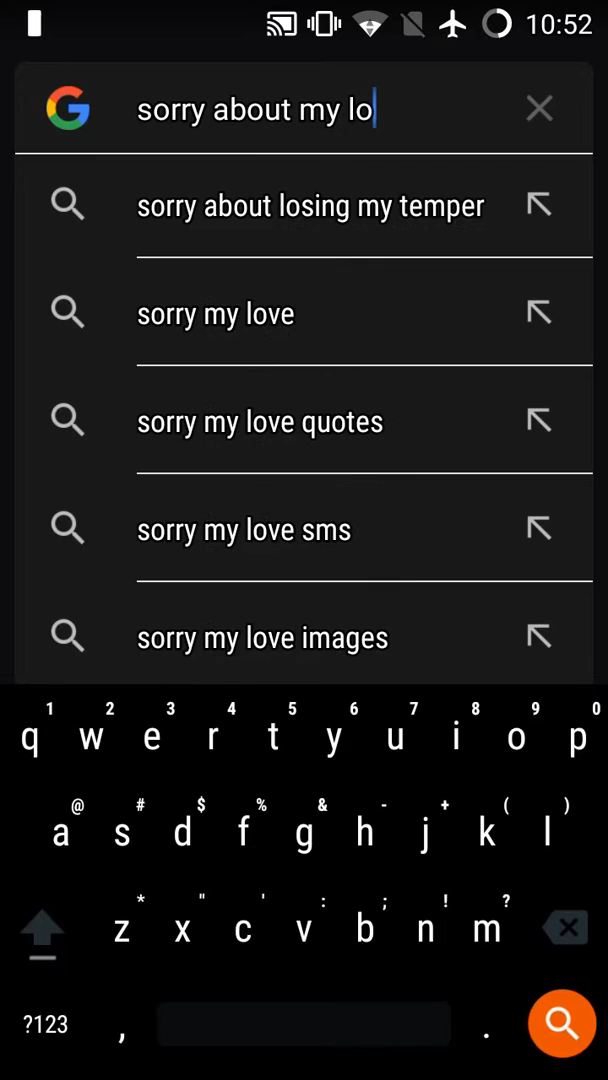 10:52
sorry about my lo
sorry about losing my temper
sorry my love
sorry my love quotes
sorry my love sms
sorry my love images
1 2 3 4 5 6 7 8 9 0
q w e r t y u i o p
@ # $ % & - + ( )
a s d f g h j k l
* " ' : ; ! ?
z x c v b n m
?123 , .